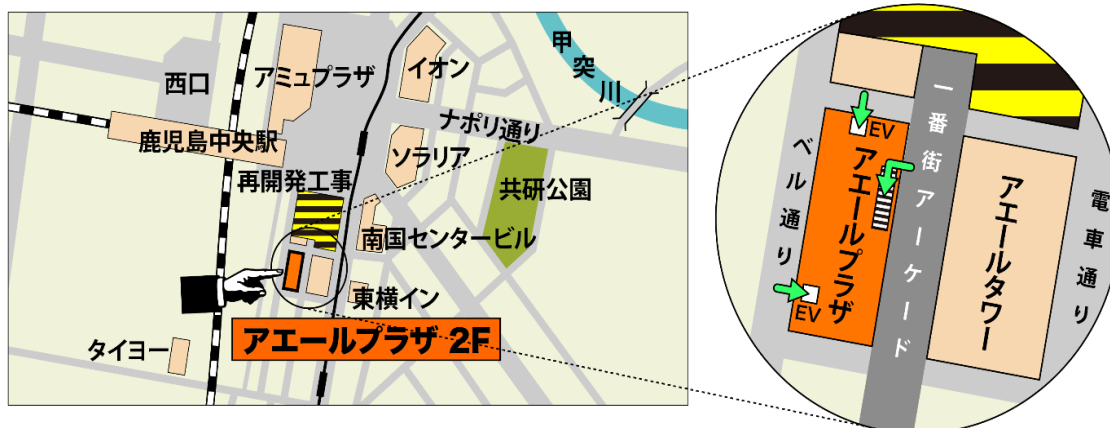 西口
アミュプラザ
イオン
甲突川
ナポリ通り
鹿児島中央駅
ソラリア
再開発工事
共研公園
南国センタービル
東横イン
アエールプラザ 2F
タイヨー
一番街アーケード
EV
ベル通り
アエールプラザ
アエールタワー
電車通り
EV